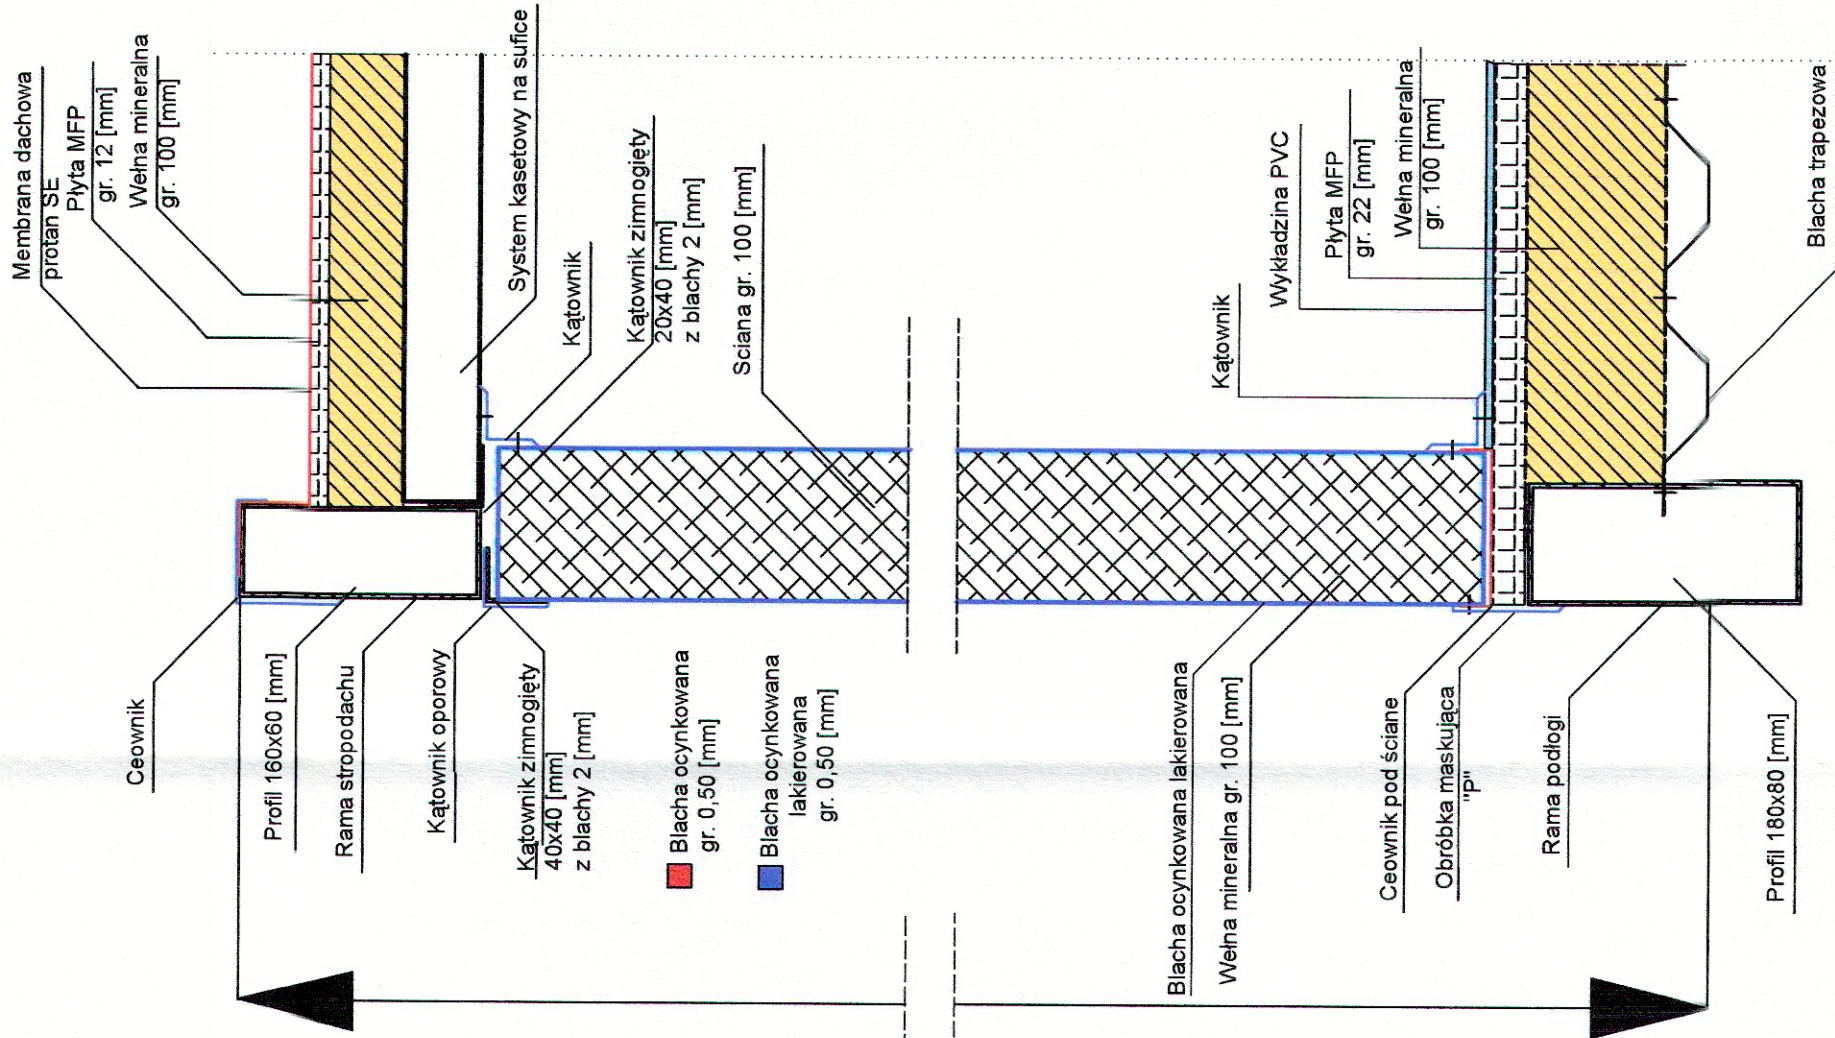 Membrana dachowa
protan SE
Płyta MFP
gr. 12 [mm]
Wełna mineralna
gr. 100 [mm]
System kasetowy na sufice
Kątownik
Kątownik zimnogięty
20x40 [mm]
z blachy 2 [mm]
Sciana gr. 100 [mm]
Kątownik
Wykładzina PVC
Płyta MFP
gr. 22 [mm]
Wełna mineralna
gr. 100 [mm]
Blacha trapezowa
Ceownik
Profil 160x60 [mm]
Rama stropodachu
Kątownik oporowy
Kątownik zimnogięty
40x40 [mm]
z blachy 2 [mm]
Blacha ocynkowana
gr. 0,50 [mm]
Blacha ocynkowana
lakierowana
gr. 0,50 [mm]
Blacha ocynkowana lakierowana
Wełna mineralna gr. 100 [mm]
Ceownik pod ściane
Obróbka maskująca
"P"
Rama podłogi
Profil 180x80 [mm]